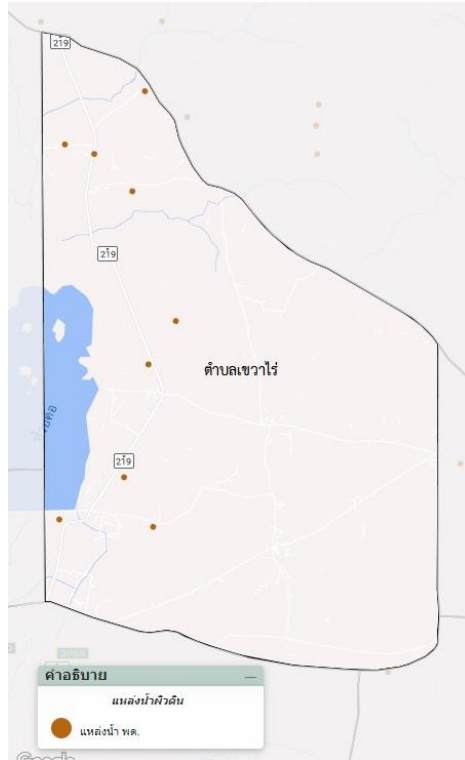 219
219
ตำบลเขวาไร่
219
คำอธิบาย
แหล่งน้ำผิวดิน
แหล่งน้ำ พด.
Google